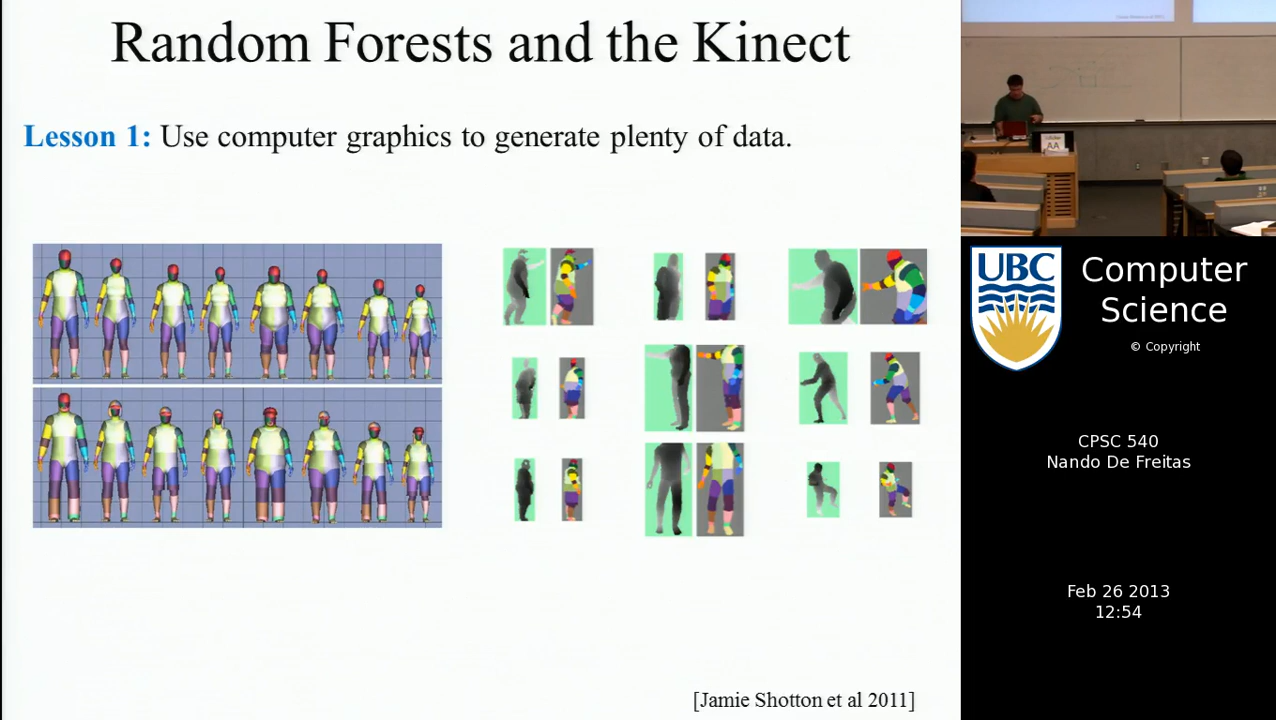 Random Forests and the Kinect
Lesson 1: Use computer graphics to generate plenty of data.
[Jamie Shotton et al 2011]
AA
UBC
Computer
Science
© Copyright
CPSC 540
Nando De Freitas
Feb 26 2013
12:54